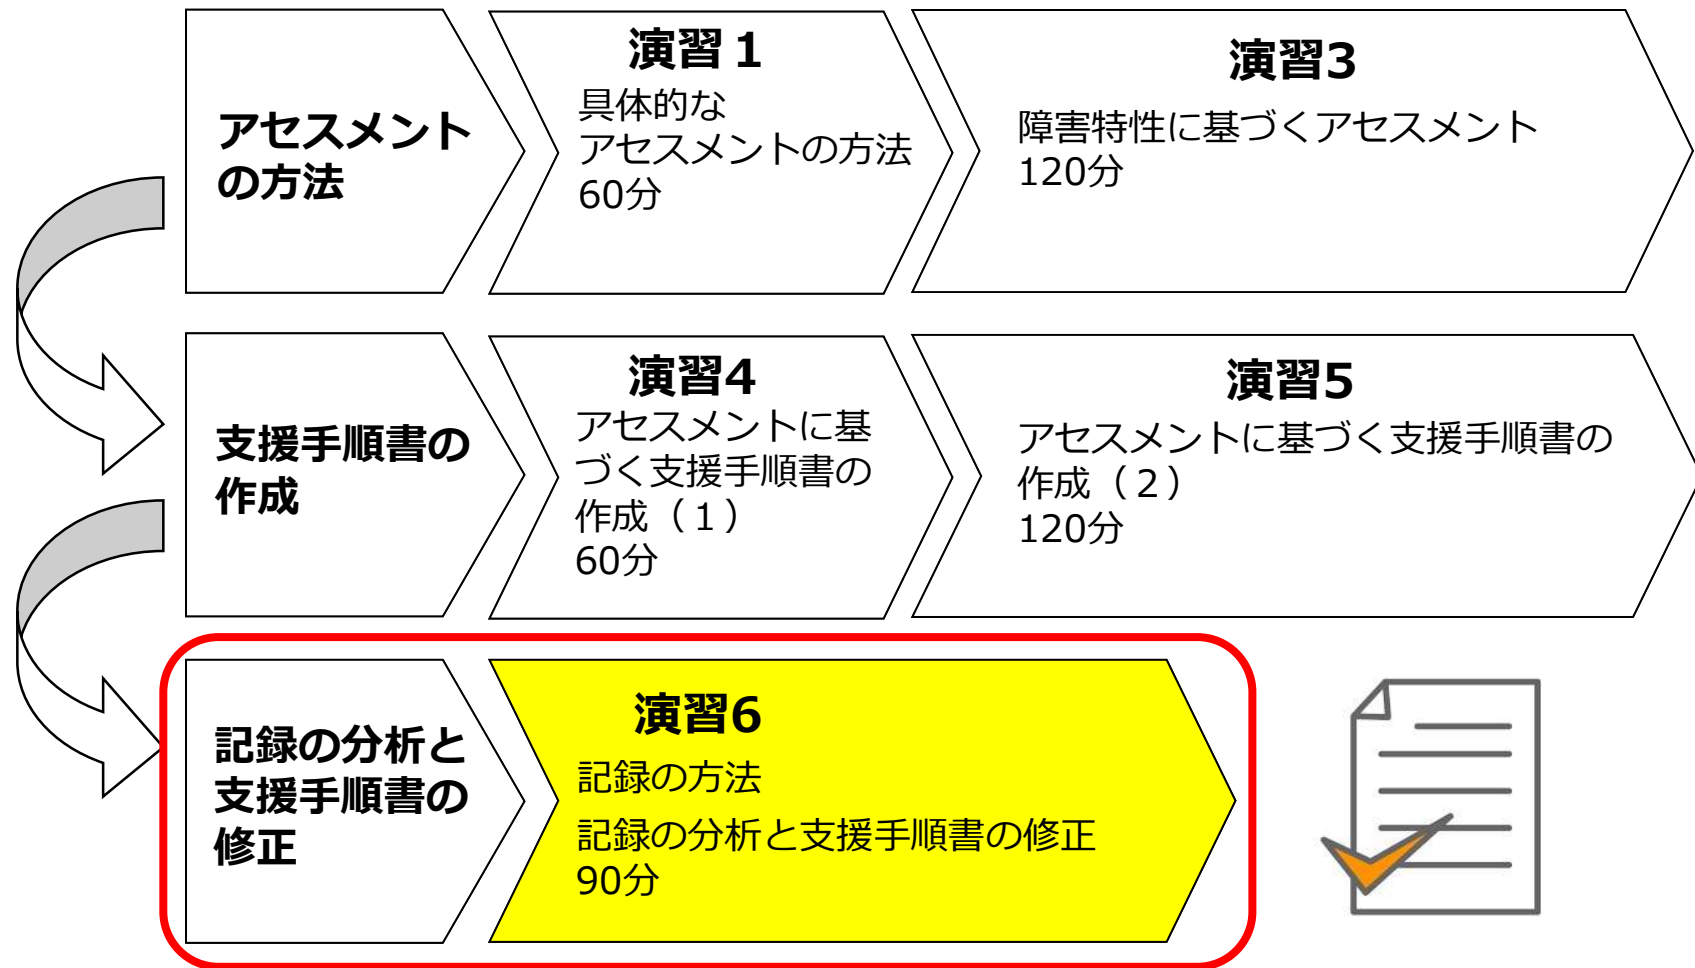 アセスメント
の方法
演習1
具体的な
アセスメントの方法
60分
演習3
障害特性に基づくアセスメント
120分
支援手順書の
作成
演習4
アセスメントに基
づく支援手順書の
作成（1）
60分
演習5
アセスメントに基づく支援手順書の
作成（2）
120分
記録の分析と
支援手順書の
修正
演習6
記録の方法
記録の分析と支援手順書の修正
90分